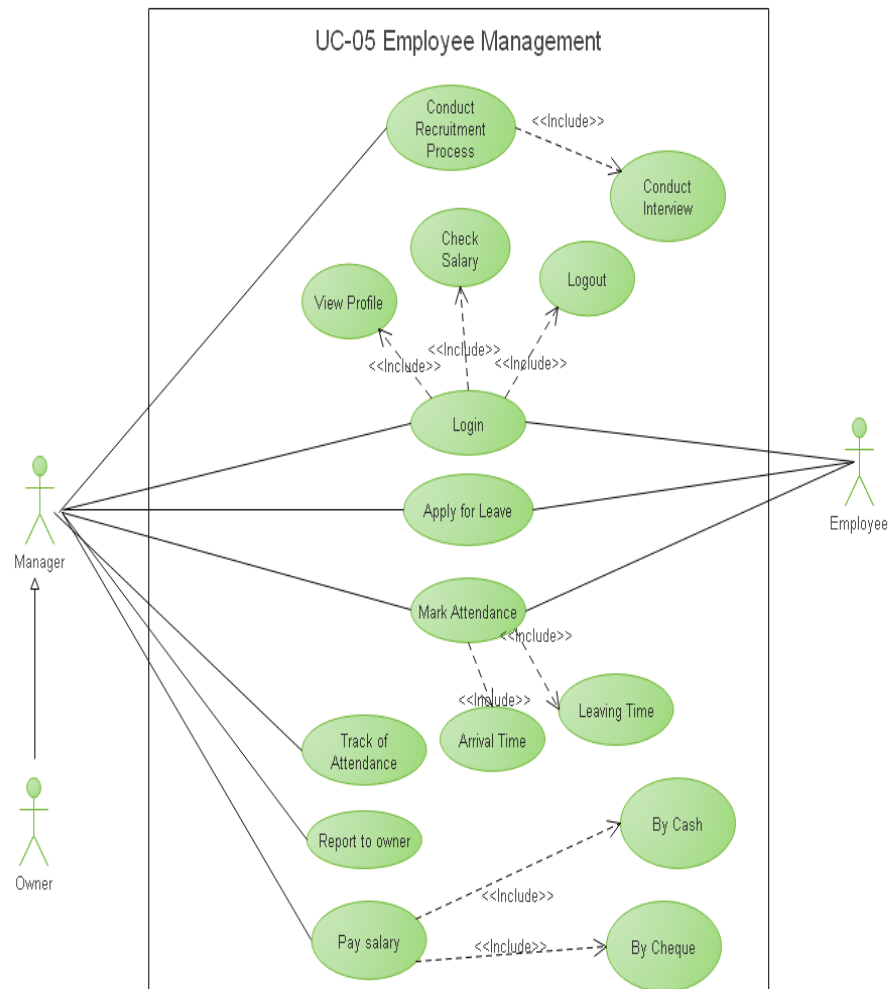 UC-05 Employee Management
Conduct
Recruitment
Process
<<Include>>
Conduct
Interview
Check
Salary
Logout
View Profile
<<Include>>
<<Include>>
<<Include>>
Login
Apply for Leave
Manager
Employee
Mark Attendance
<<Include>>
<<Include>>
Leaving Time
Arrival Time
Track of
Attendance
By Cash
Report to owner
Owner
<<Include>>
Pay salary
<<Include>>
By Cheque